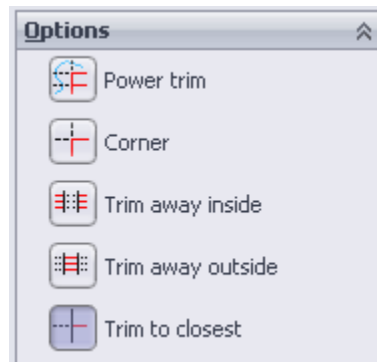 Options
Power trim
Corner
Trim away inside
Trim away outside
Trim to closest